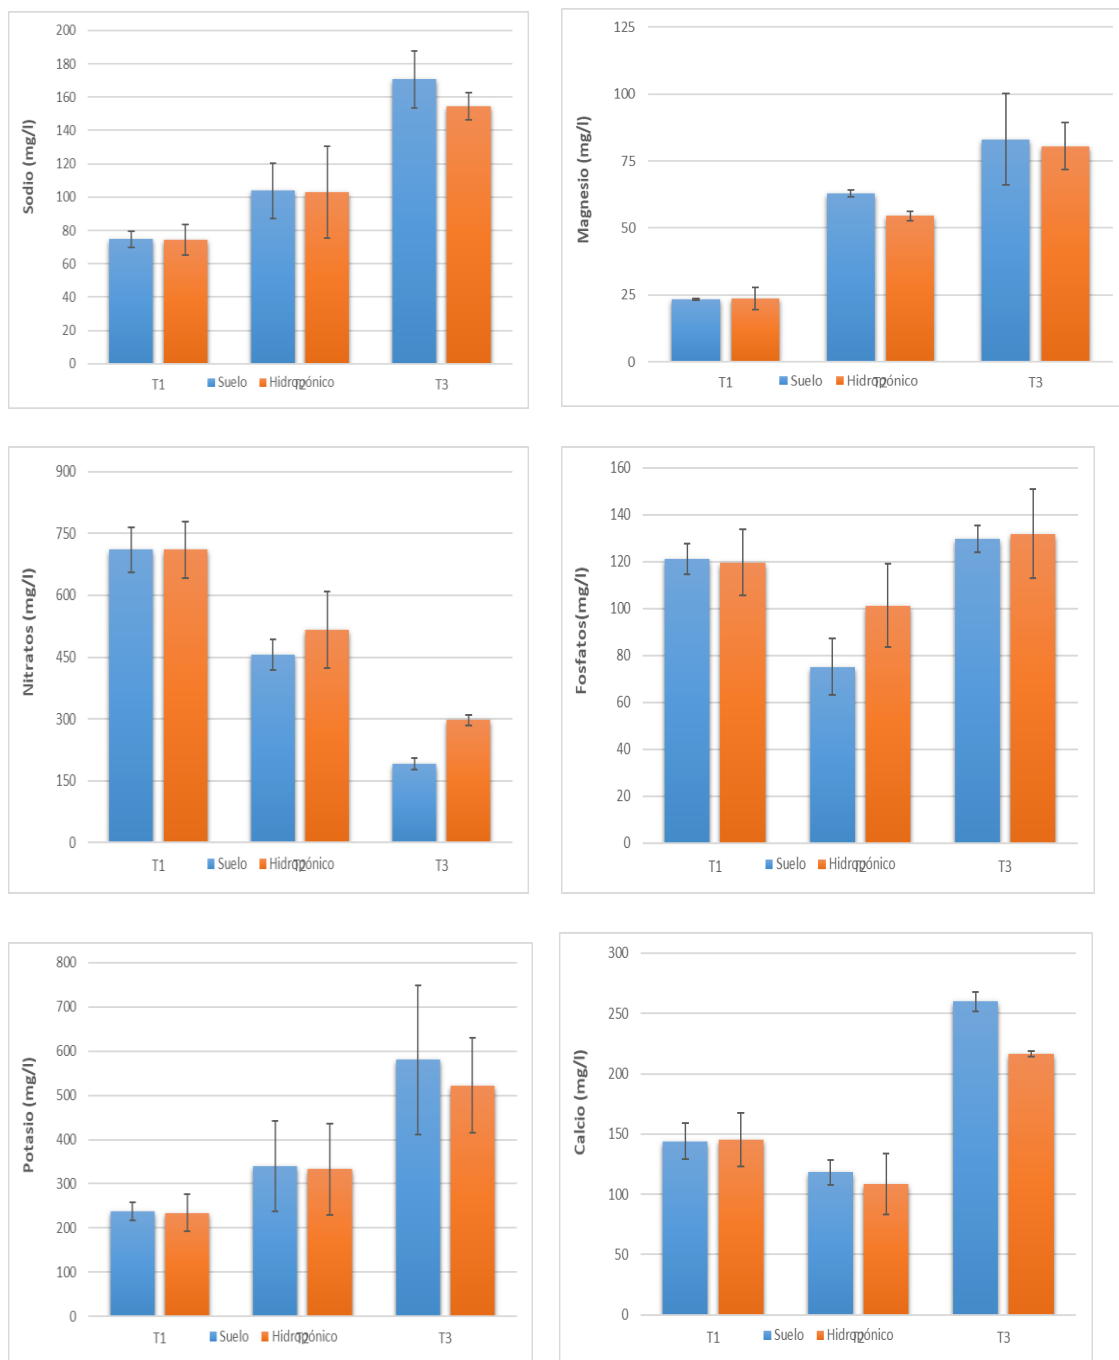 Sodio (mg/l)
200
180
160
140
120
100
80
60
40
20
0
T1 T2 T3
Suelo Hidropónico
Magnesio (mg/l)
125
100
75
50
25
0
T1 T2 T3
Suelo Hidropónico
Nitratos (mg/l)
900
750
600
450
300
150
0
T1 T2 T3
Suelo Hidropónico
Fosfatos(mg/l)
160
140
120
100
80
60
40
20
0
T1 T2 T3
Suelo Hidropónico
Potasio (mg/l)
800
700
600
500
400
300
200
100
0
T1 T2 T3
Suelo Hidropónico
Calcio (mg/l)
300
250
200
150
100
50
0
T1 T2 T3
Suelo Hidropónico